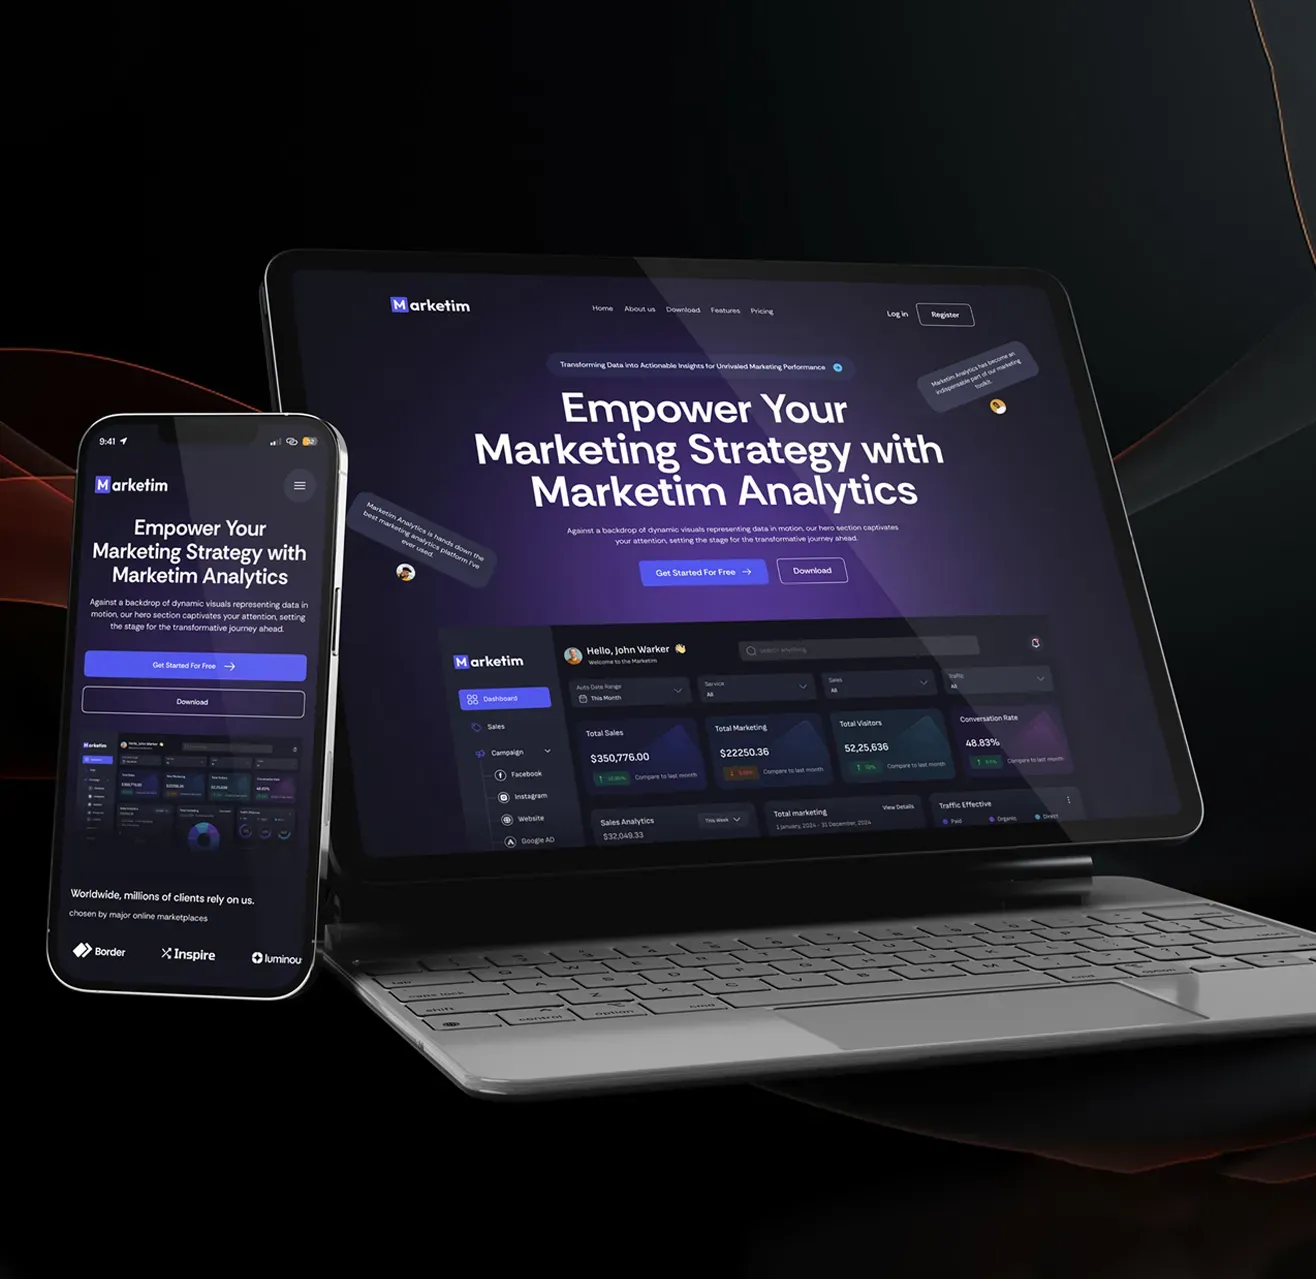 Marketim
Home About us Download Features Pricing
Log in Register
Transforming Data into Actionable Insights for Unrivaled Marketing Performance
Empower Your
Marketing Strategy with
Marketim Analytics
Against a backdrop of dynamic visuals representing data in motion, our hero section captivates
your attention, setting the stage for the transformative journey ahead.
Get Started For Free
Download
Marketim Analytics has become an
indispensable part of our marketing
toolkit.
Marketim Analytics is hands down the
best marketing analytics platform I've
ever used.
Marketim
Hello, John Warker
Welcome to the Marketim
Search anything
Auto Date Range
This Month
Service
All
Sales
All
Traffic
All
Dashboard
Sales
Campaign
Facebook
Instagram
Website
Google AD
Total Sales
$350,776.00
Compare to last month
Total Marketing
$22250.36
Compare to last month
Total Visitors
52,25,636
Compare to last month
Conversation Rate
48.83%
Compare to last month
Sales Analytics
This Week
$32,049.33
Total marketing
View Details
1 January, 2024 - 31 December, 2024
Traffic Effective
Paid Organic Direct
9:41
Marketim
Empower Your
Marketing Strategy with
Marketim Analytics
Against a backdrop of dynamic visuals representing data in
motion, our hero section captivates your attention, setting
the stage for the transformative journey ahead.
Get Started For Free
Download
Worldwide, millions of clients rely on us.
chosen by major online marketplaces
Border Inspire luminou
caps lock
shift
control option cmd
cmd option